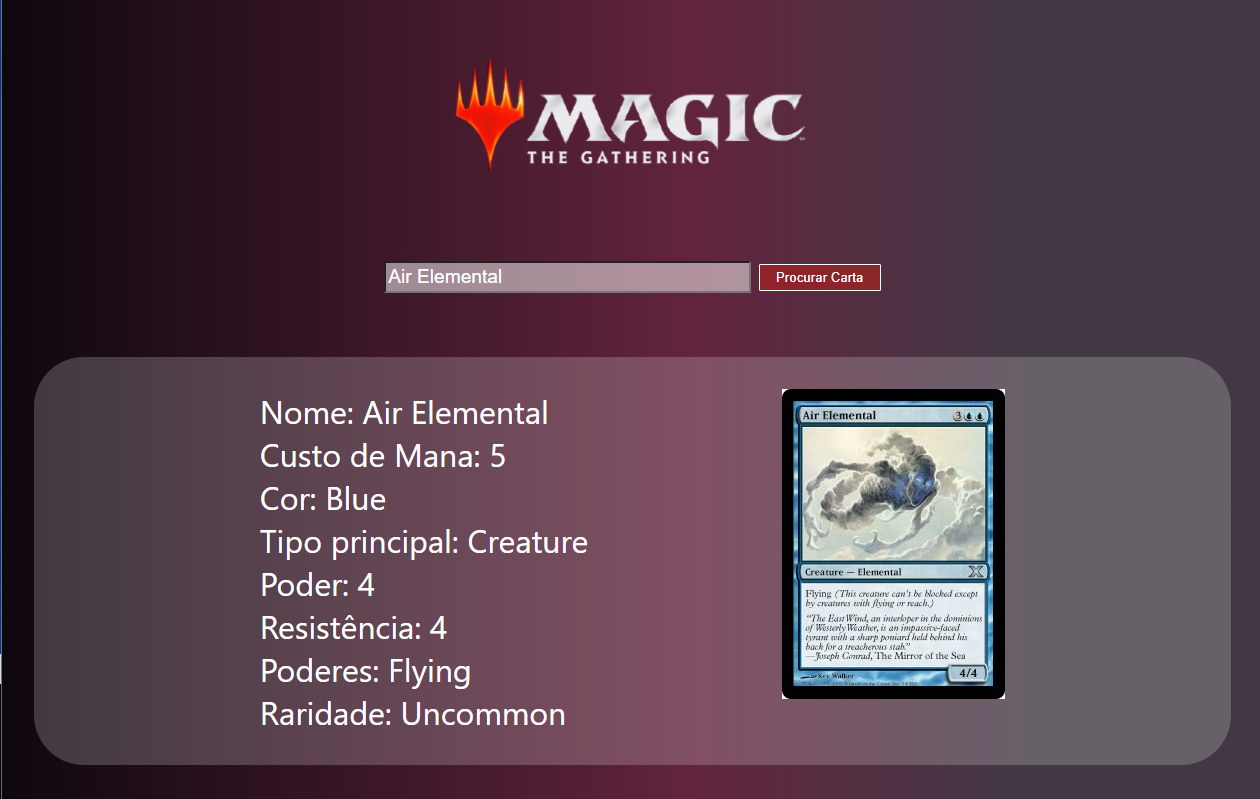 MAGIC
THE GATHERING
Air Elemental
Procurar Carta
Nome: Air Elemental
Custo de Mana: 5
Cor: Blue
Tipo principal: Creature
Poder: 4
Resistência: 4
Poderes: Flying
Raridade: Uncommon
Air Elemental 3
Creature — Elemental
Flying (This creature can't be blocked except
by creatures with flying or reach.)
"The East Wind, an interloper in the dominions
of Westerly Weather, is an impassive-faced
tyrant with a sharp poniard held behind his
back for a treacherous stab."
—Joseph Conrad, The Mirror of the Sea
4/4
Kev Walker